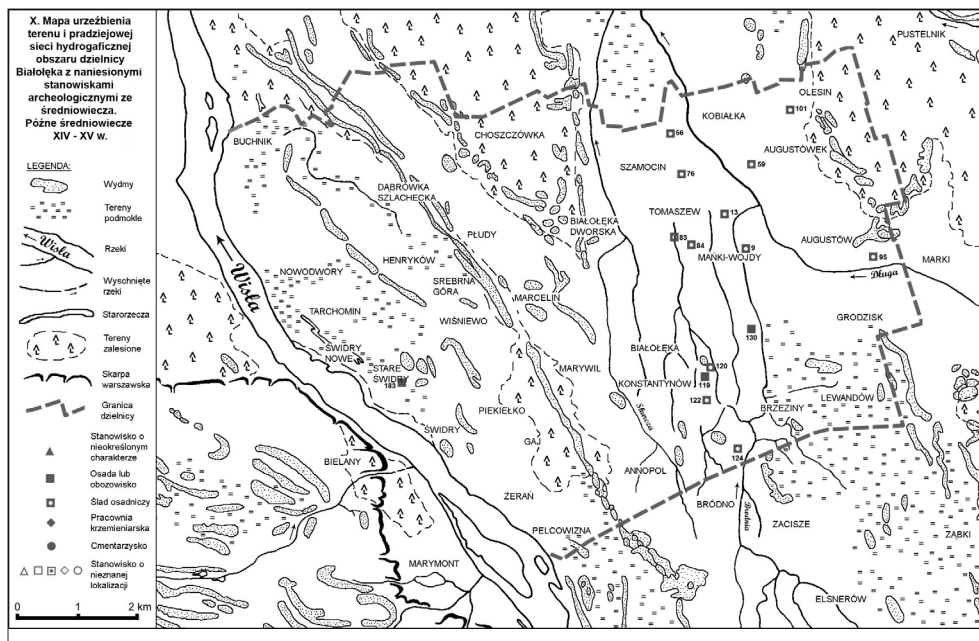 X. Mapa urzeźbienia
terenu i pradziejowej
sieci hydrogaficznej
obszaru dzielnicy
Białołęka z naniesionymi
stanowiskami
archeologicznymi ze
średniowiecza.
Późne średniowiecze
XIV - XV w.
LEGENDA:
Wydmy
Tereny
podmokłe
Wisła
Rzeki
Wyschnięte
rzeki
Starorzecza
Tereny
zalesione
Skarpa
warszawska
Granica
dzielnicy
Stanowisko o
nieokreślonym
charakterze
Osada lub
obozowisko
Ślad osadniczy
Pracownia
krzemieniarska
Cmentarzysko
Stanowisko o
nieznanej
lokalizacji
0 1 2 km
PUSTELNIK
OLESIN
101
KOBIAŁKA
56
CHOSZCZÓWKA
BUCHNIK
AUGUSTÓWEK
59
SZAMOCIN
76
DĄBRÓWKA
SZLACHECKA
TOMASZEW
13
BIAŁOŁĘKA
DWORSKA
PŁUDY
83
84
9
AUGUSTÓW
95
MARKI
MAŃKI-WOJDY
HENRYKÓW
NOWODWORY
Długa
SREBRNA
GÓRA
Wisła
MARCELIN
TARCHOMIN
WIŚNIEWO
GRODZISK
130
ŚWIDRY
NOWE
BIAŁOŁĘKA
STARE
ŚWIDRY
183
MARYWIL
120
119
KONSTANTYNÓW
122
LEWANDÓW
PIEKIEŁKO
BRZEZINY
ŚWIDRY
GAJ
124
BIELANY
ANNOPOL
ŻERAŃ
BRÓDNO
PELCOWIZNA
ZACISZE
ZĄBKI
MARYMONT
ELSNERÓW